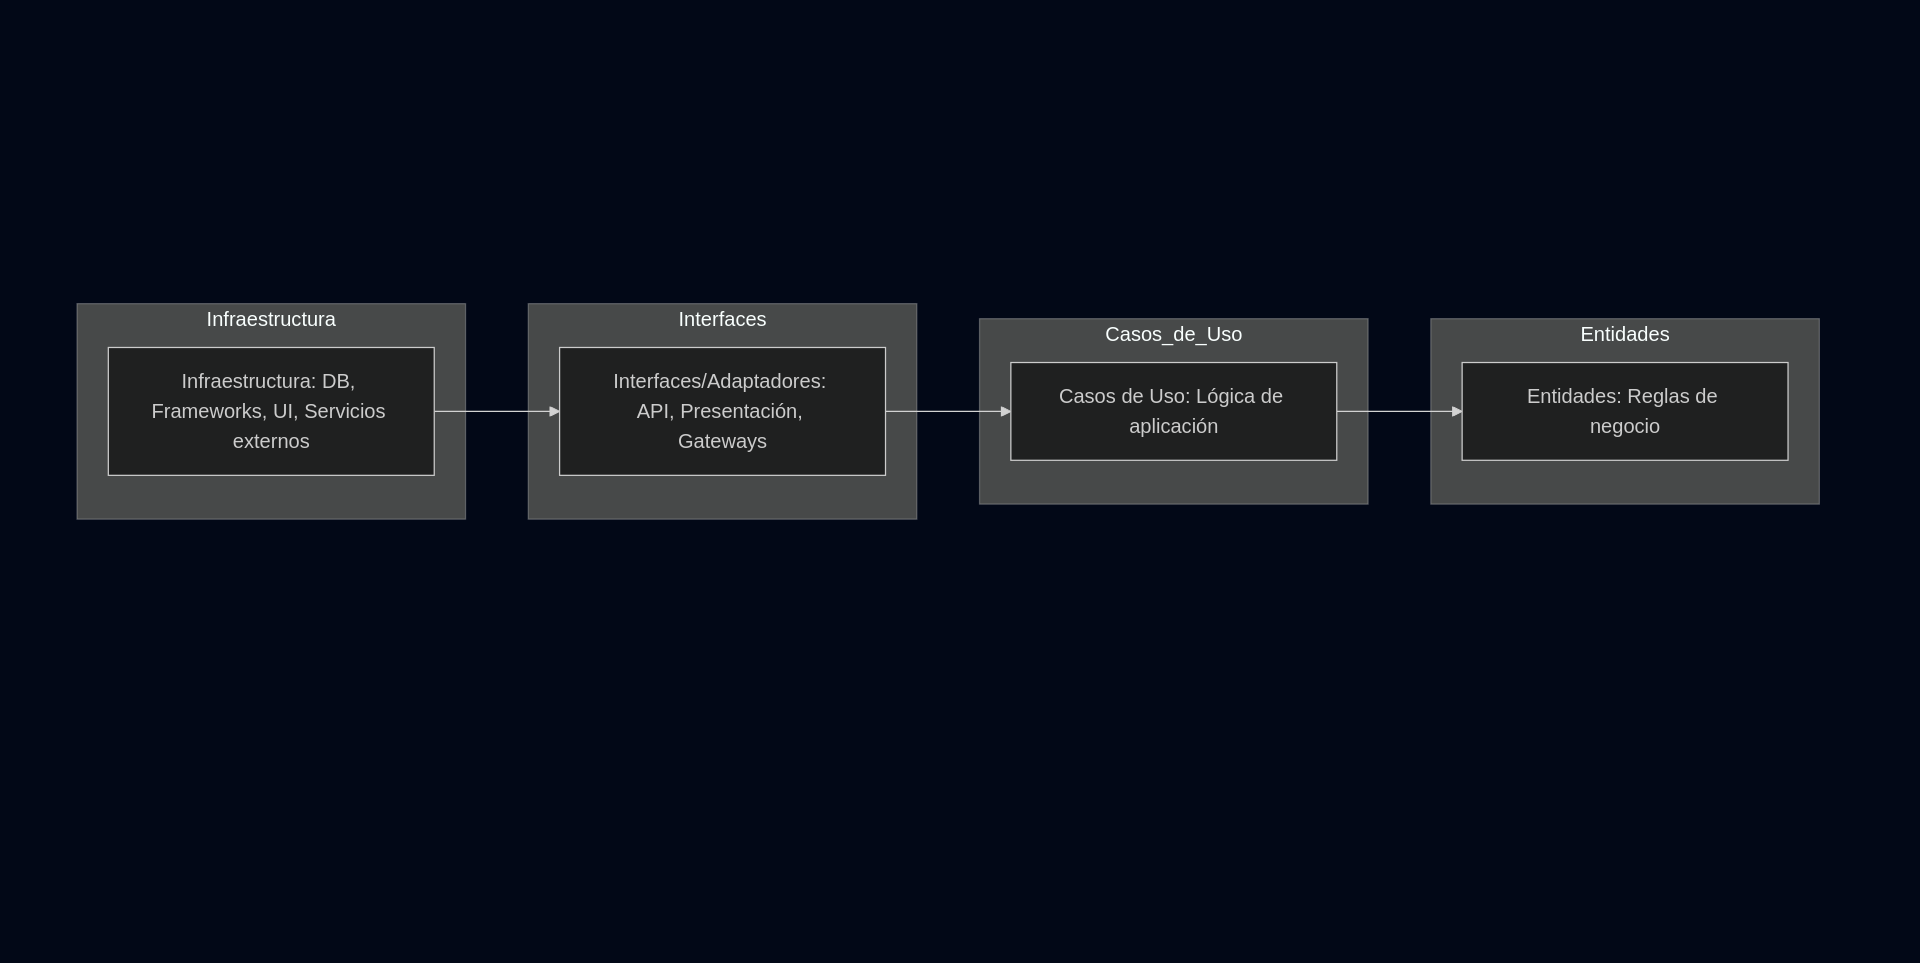 Infraestructura
Infraestructura: DB,
Frameworks, UI, Servicios
externos
Interfaces
Interfaces/Adaptadores:
API, Presentación,
Gateways
Casos_de_Uso
Casos de Uso: Lógica de
aplicación
Entidades
Entidades: Reglas de
negocio